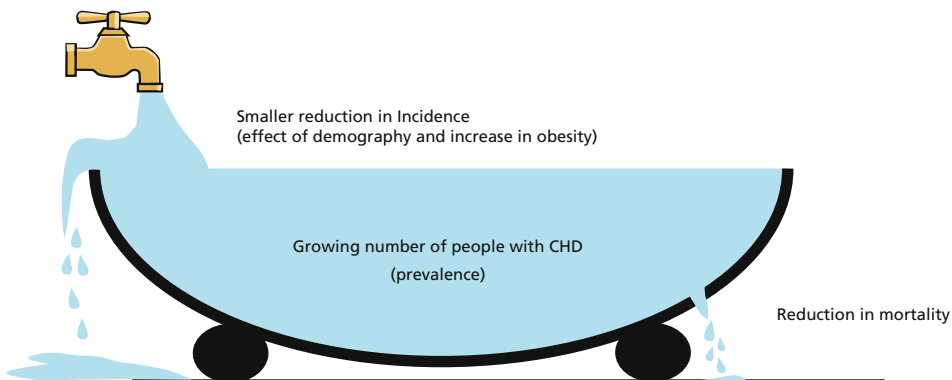 Smaller reduction in Incidence
(effect of demography and increase in obesity)
Growing number of people with CHD
(prevalence)
Reduction in mortality